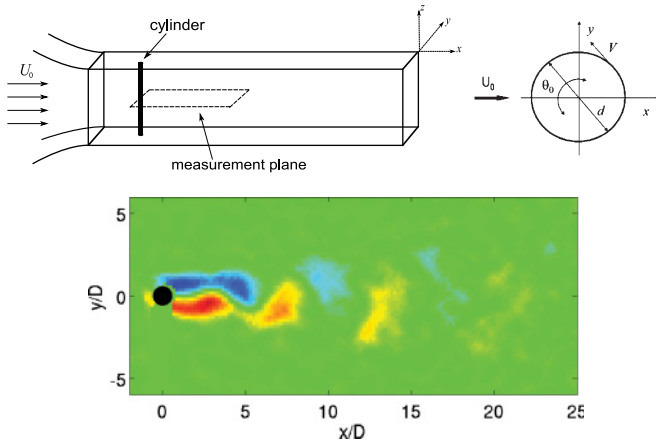 cylinder
z
y
x
U₀
measurement plane
y
V
U₀
θ₀
d
x
5
0
-5
y/D
0 5 10 15 20 25
x/D